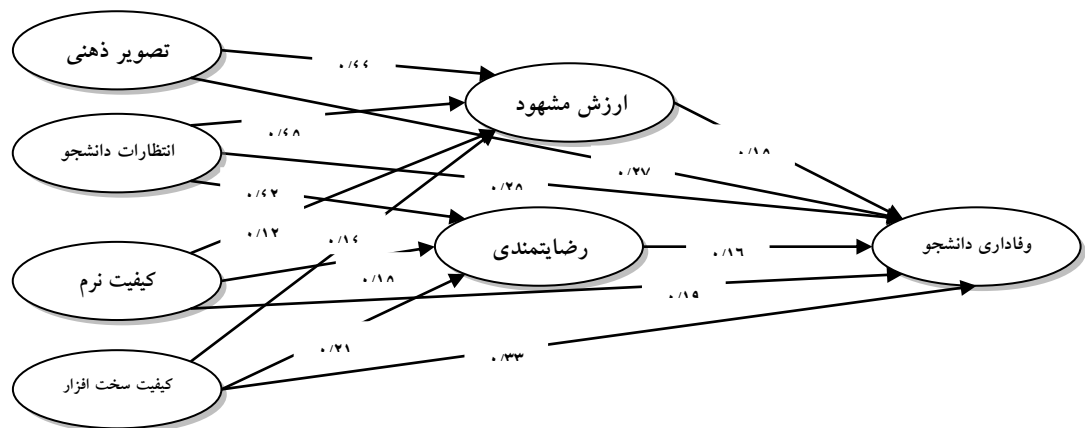 تصویر ذهنی
۰/۴۴
ارزش مشهود
انتظارات دانشجو
۰/۴۸
۰/۱۸
۰/۲۷
۰/۲۸
۰/۴۲
۰/۱۲
۰/۱۴
رضایتمندی
۰/۱۶
وفاداری دانشجو
کیفیت نرم
۰/۱۸
۰/۱۹
کیفیت سخت افزار
۰/۲۱
۰/۳۳